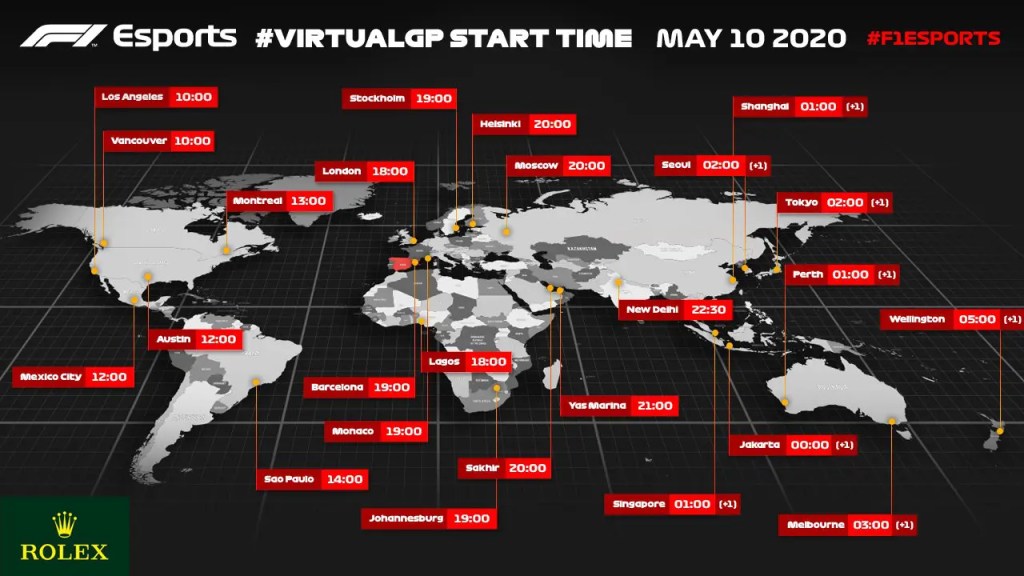 F1 Esports #VIRTUALGP START TIME MAY 10 2020 #F1ESPORTS
Los Angeles 10:00
Stockholm 19:00
Shanghai 01:00 (+1)
Helsinki 20:00
Vancouver 10:00
London 18:00
Moscow 20:00
Seoul 02:00 (+1)
Montreal 13:00
Tokyo 02:00 (+1)
KAZAKHSTAN
Perth 01:00 (+1)
New Delhi 22:30
Wellington 05:00 (+1)
Austin 12:00
Lagos 18:00
Mexico City 12:00
Barcelona 19:00
Yas Marina 21:00
Monaco 19:00
Jakarta 00:00 (+1)
Sakhir 20:00
Sao Paulo 14:00
Singapore 01:00 (+1)
Johannesburg 19:00
Melbourne 03:00 (+1)
ROLEX